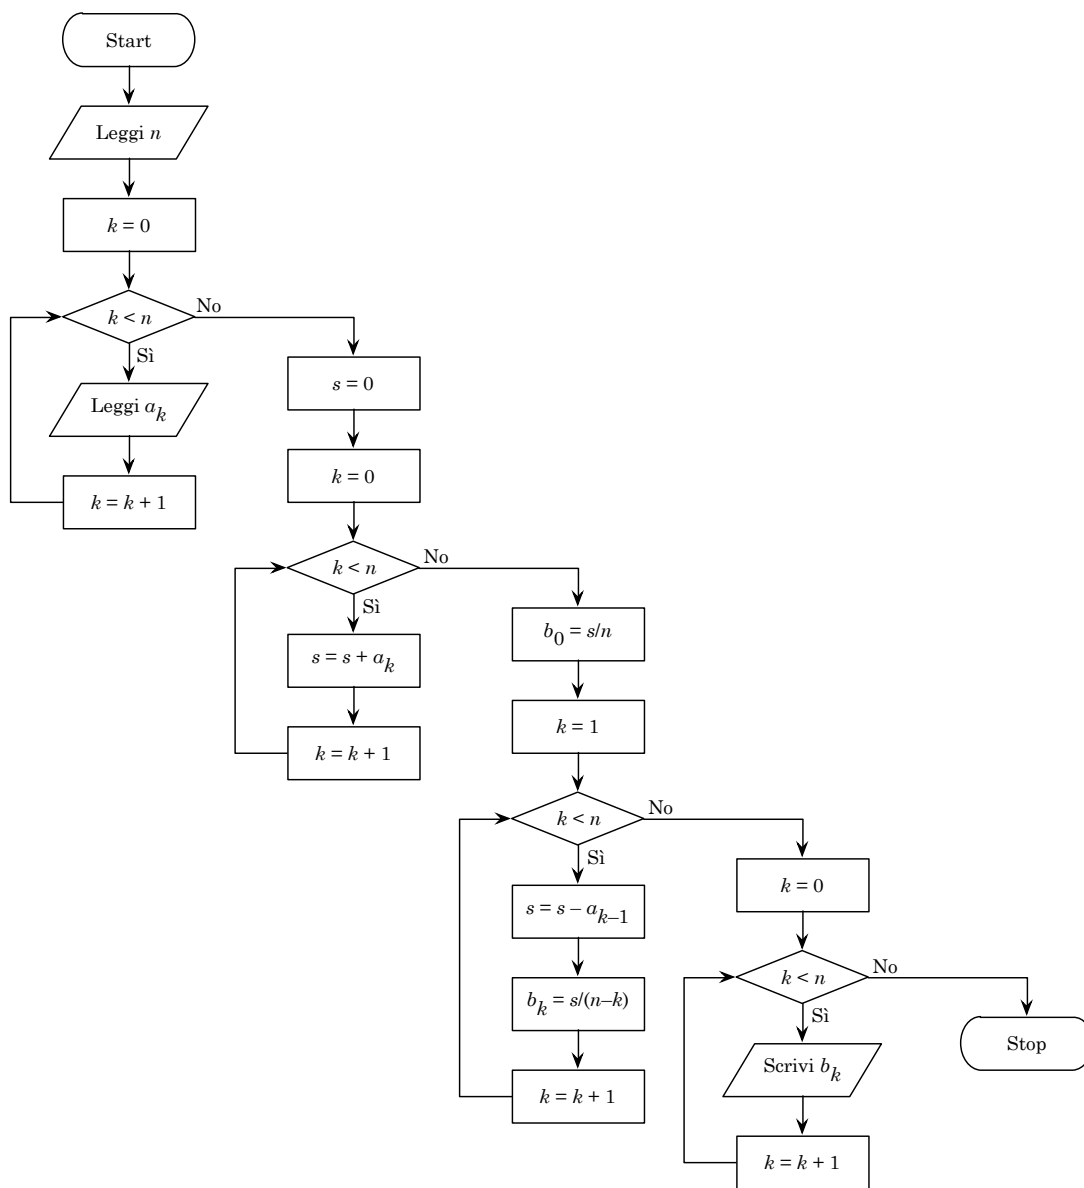 Start
Leggi n
k = 0
k < n
No
Sì
Leggi a_k
k = k + 1
s = 0
k = 0
k < n
No
Sì
s = s + a_k
k = k + 1
b_0 = s/n
k = 1
k < n
No
Sì
s = s – a_{k–1}
b_k = s/(n–k)
k = k + 1
k = 0
k < n
No
Sì
Scrivi b_k
k = k + 1
Stop